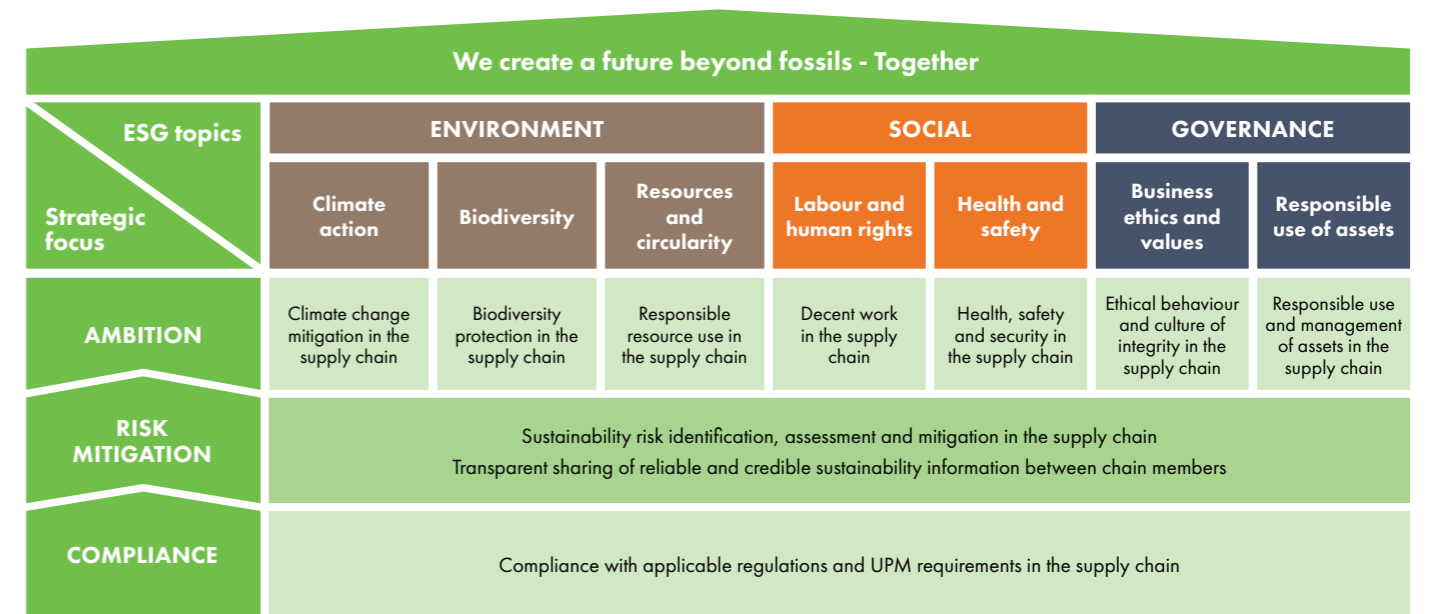 We create a future beyond fossils - Together
ESG topics
Strategic
focus
ENVIRONMENT
SOCIAL
GOVERNANCE
Climate
action
Biodiversity
Resources
and
circularity
Labour and
human rights
Health and
safety
Business
ethics and
values
Responsible
use of assets
AMBITION
Climate change
mitigation in the
supply chain
Biodiversity
protection in the
supply chain
Responsible
resource use in
the supply chain
Decent work
in the supply
chain
Health, safety
and security in
the supply chain
Ethical behaviour
and culture of
integrity in the
supply chain
Responsible use
and management
of assets in the
supply chain
RISK
MITIGATION
Sustainability risk identification, assessment and mitigation in the supply chain
Transparent sharing of reliable and credible sustainability information between chain members
COMPLIANCE
Compliance with applicable regulations and UPM requirements in the supply chain